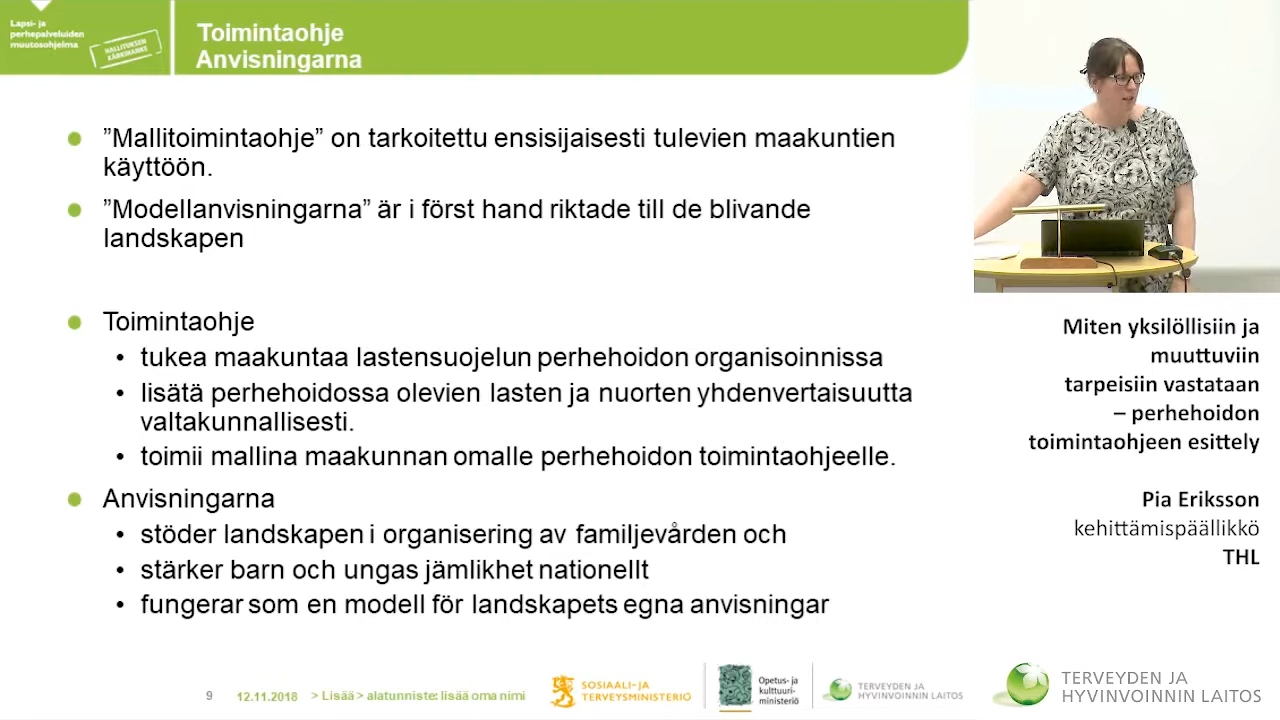 Lapsi- ja
perhepalveluiden
muutosohjelma
HALLITUKSEN
KÄRKIHANKE
Toimintaohje
Anvisningarna
”Mallitoimintaohje” on tarkoitettu ensisijaisesti tulevien maakuntien
käyttöön.
”Modellanvisningarna” är i först hand riktade till de blivande
landskapen
Toimintaohje
tukea maakuntaa lastensuojelun perhehoidon organisoinnissa
lisätä perhehoidossa olevien lasten ja nuorten yhdenvertaisuutta
valtakunnallisesti.
toimii mallina maakunnan omalle perhehoidon toimintaohjeelle.
Anvisningarna
stöder landskapen i organisering av familjevården och
stärker barn och ungas jämlikhet nationellt
fungerar som en modell för landskapets egna anvisningar
9 12.11.2018 > Lisää > alatunniste: lisää oma nimi
SOSIAALI- JA
TERVEYSMINISTERIÖ
Opetus- ja
kulttuuri-
ministeriö
TERVEYDEN JA
HYVINVOINNIN LAITOS
Miten yksilöllisiin ja
muuttuviin
tarpeisiin vastataan
– perhehoidon
toimintaohjeen esittely
Pia Eriksson
kehittämispäällikkö
THL
TERVEYDEN JA
HYVINVOINNIN LAITOS